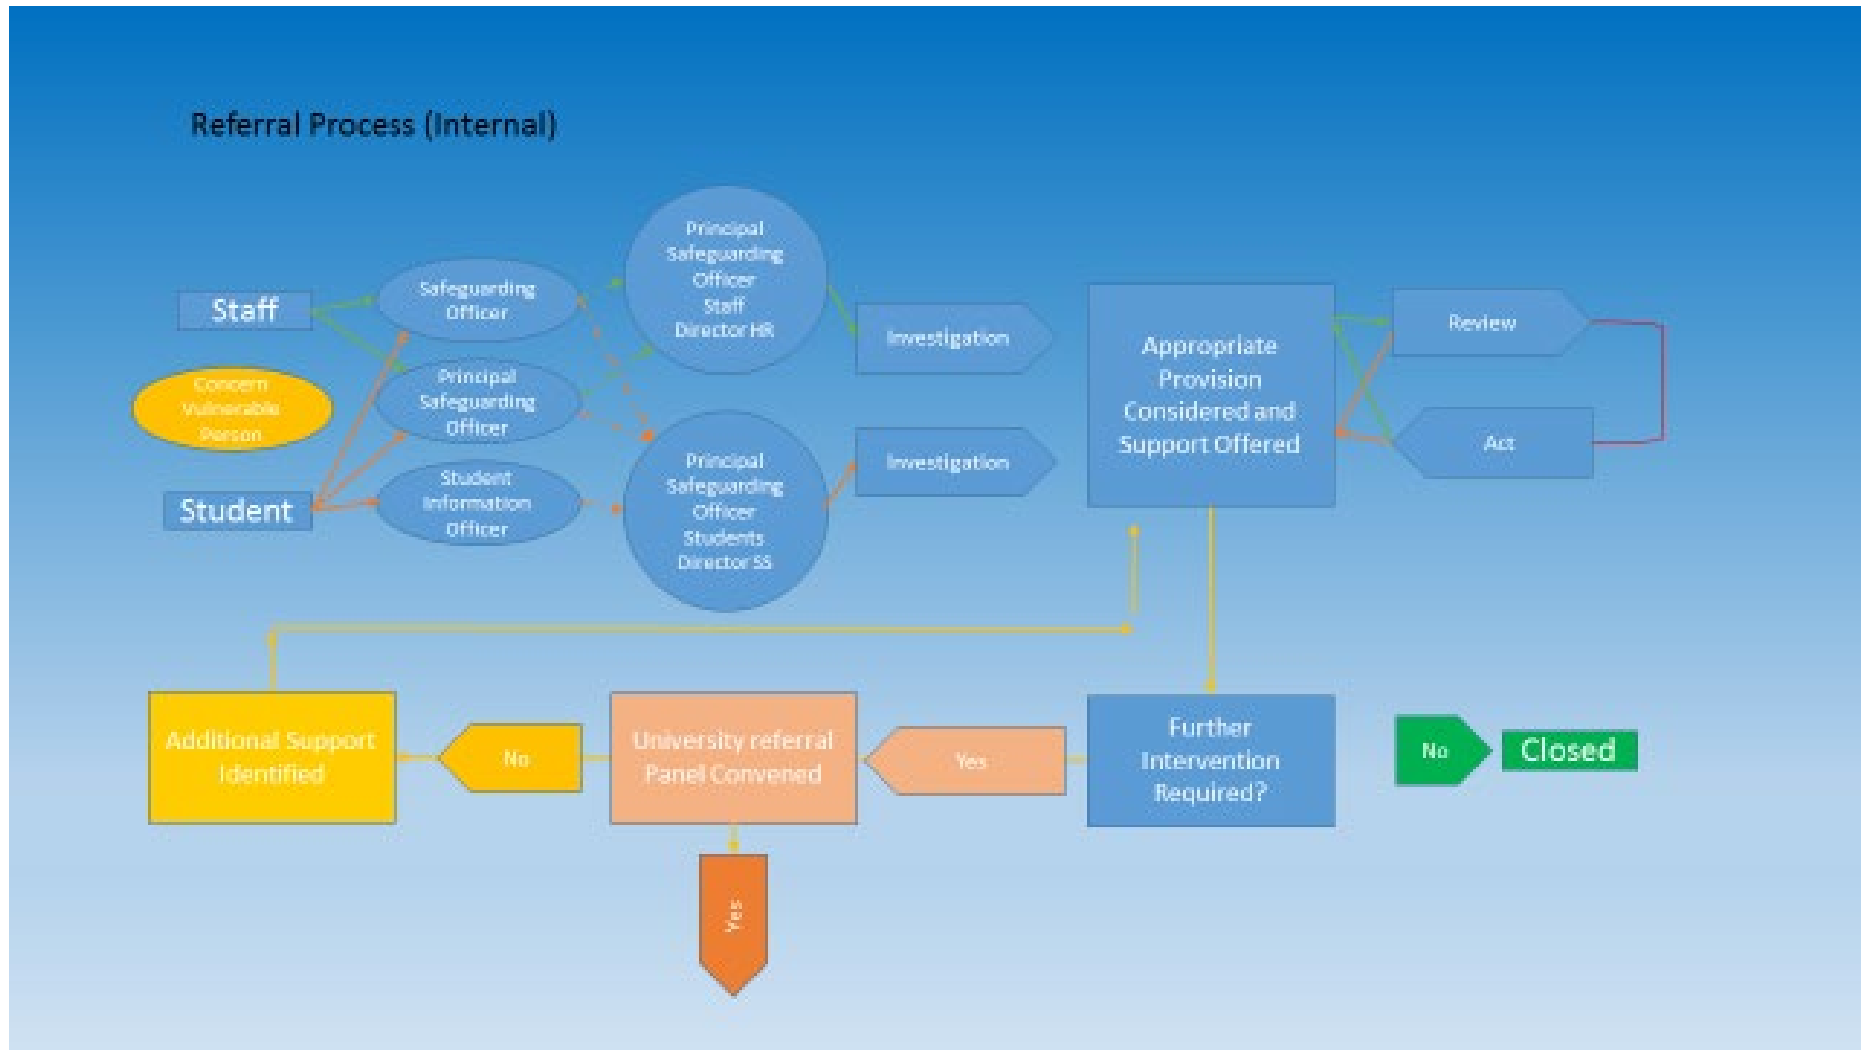 Referral Process (Internal)
Staff
Concern
Vulnerable
Person
Student
Safeguarding
Officer
Principal
Safeguarding
Officer
Student
Information
Officer
Principal
Safeguarding
Officer
Staff
Director HR
Principal
Safeguarding
Officer
Students
Director SS
Investigation
Investigation
Appropriate
Provision
Considered and
Support Offered
Review
Act
Additional Support
Identified
No
University referral
Panel Convened
Yes
Further
Intervention
Required?
No
Closed
Yes